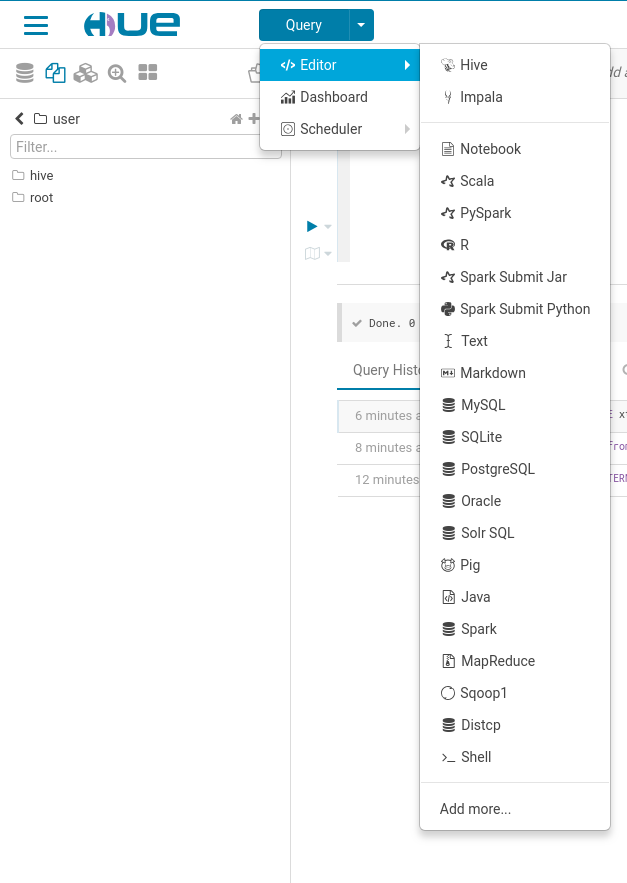 HUE
Query
Editor
Dashboard
Scheduler
user
Filter...
hive
root
Done. 0
Query Histo
6 minutes a
8 minutes a
12 minutes
Hive
Impala
Notebook
Scala
PySpark
R
Spark Submit Jar
Spark Submit Python
Text
Markdown
MySQL
SQLite
PostgreSQL
Oracle
Solr SQL
Pig
Java
Spark
MapReduce
Sqoop1
Distcp
Shell
Add more...